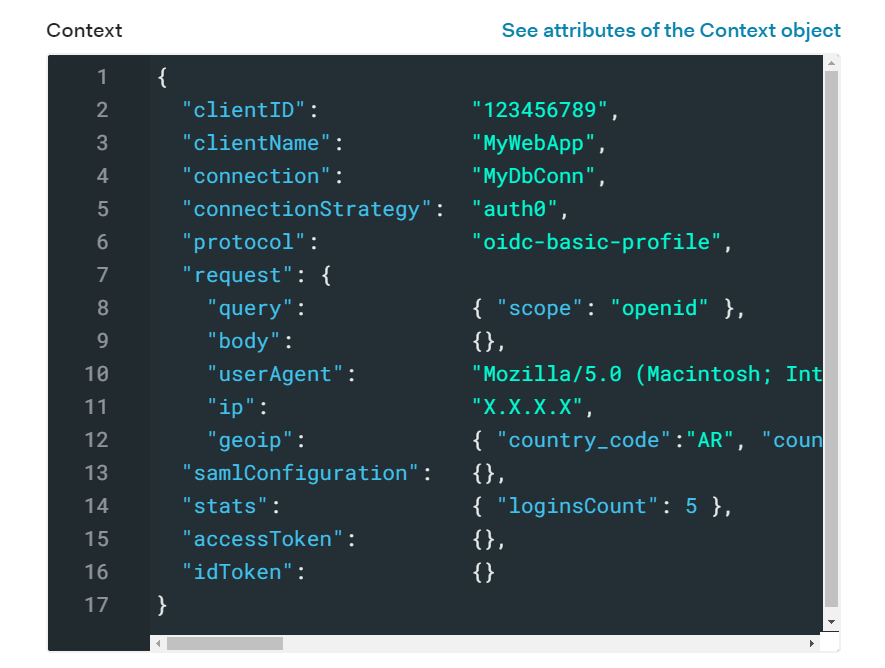 Context See attributes of the Context object
1 {
2 "clientID": "123456789",
3 "clientName": "MyWebApp",
4 "connection": "MyDbConn",
5 "connectionStrategy": "auth0",
6 "protocol": "oidc-basic-profile",
7 "request": {
8 "query": { "scope": "openid" },
9 "body": {},
10 "userAgent": "Mozilla/5.0 (Macintosh; Int
11 "ip": "X.X.X.X",
12 "geoip": { "country_code":"AR", "coun
13 "samlConfiguration": {},
14 "stats": { "loginsCount": 5 },
15 "accessToken": {},
16 "idToken": {}
17 }